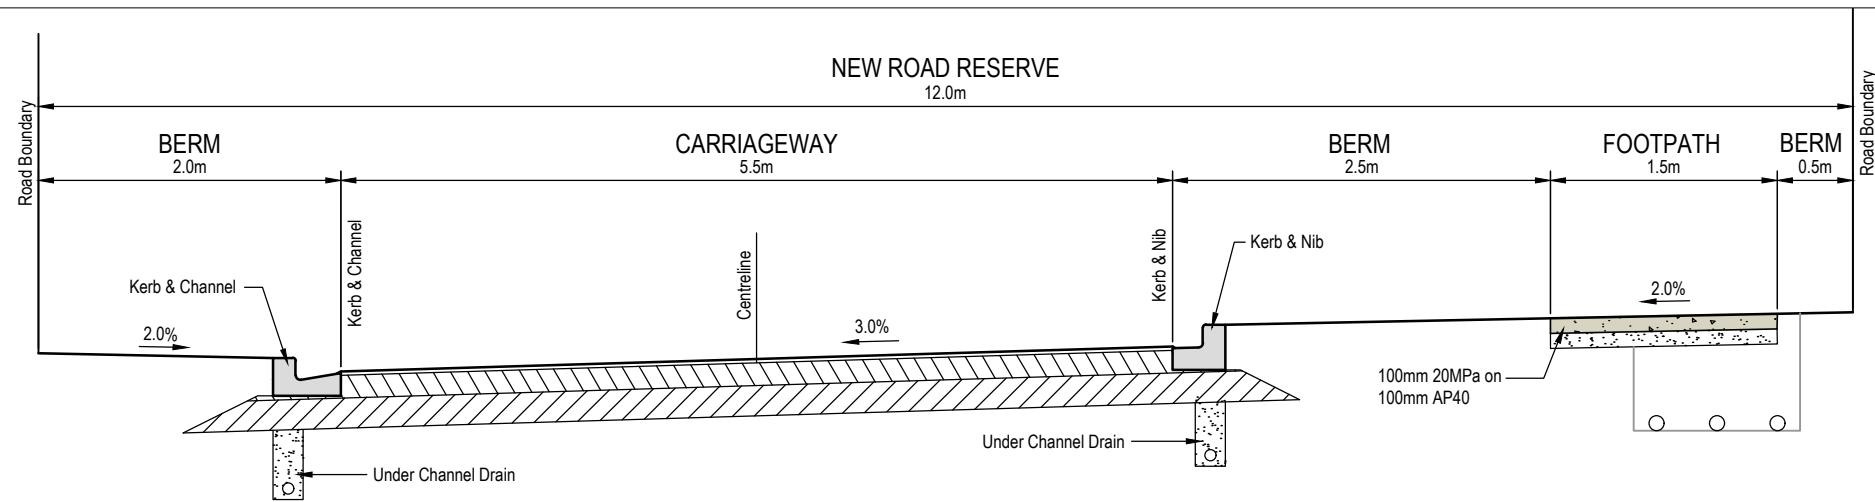 NEW ROAD RESERVE
12.0m
Road Boundary
Road Boundary
BERM
2.0m
CARRIAGEWAY
5.5m
BERM
2.5m
FOOTPATH
1.5m
BERM
0.5m
Kerb & Channel
Kerb & Channel
Centreline
Kerb & Nib
Kerb & Nib
2.0%
3.0%
2.0%
100mm 20MPa on
100mm AP40
Under Channel Drain
Under Channel Drain